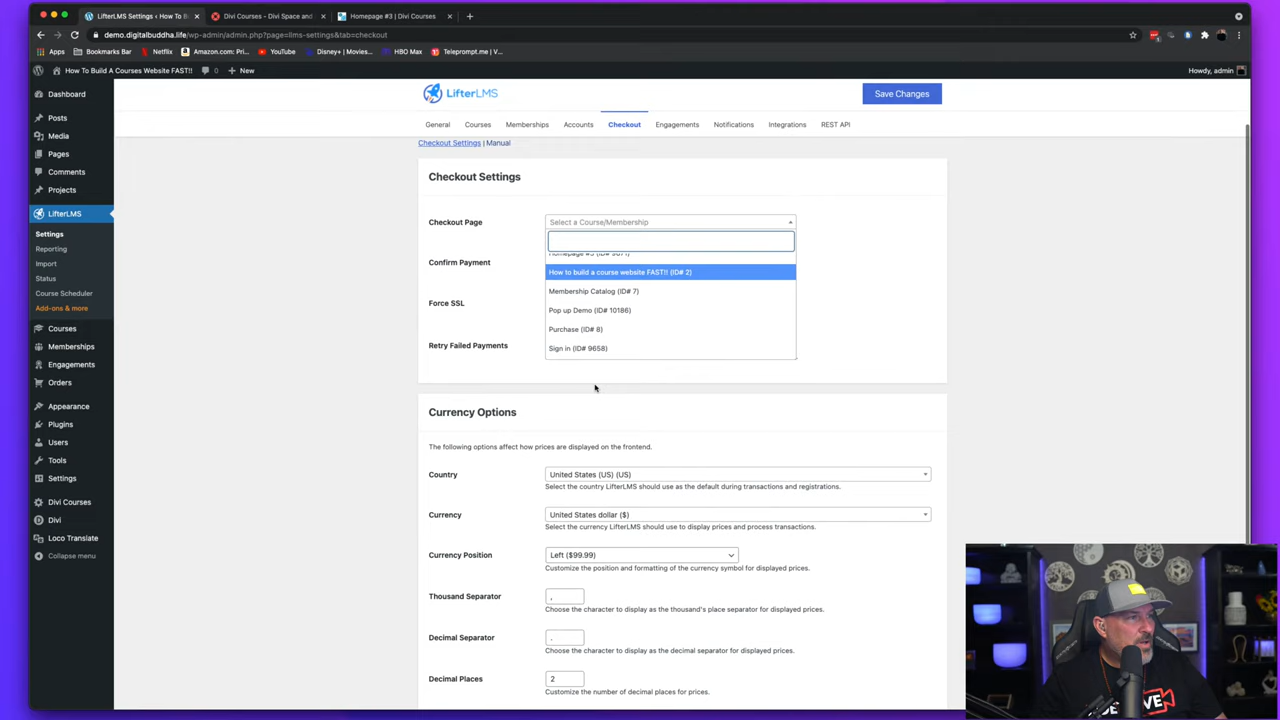 LifterLMS Settings ‹ How To B
Divi Courses - Divi Space and
Homepage #3 | Divi Courses
demo.digitalbuddha.life/wp-admin/admin.php?page=llms-settings&tab=checkout
Apps
Bookmarks Bar
Netflix
Amazon.com: Pri...
YouTube
Disney+ | Movies...
HBO Max
Teleprompt.me | V...
How To Build A Courses Website FAST!!
0
New
Howdy, admin
Dashboard
Posts
Media
Pages
Comments
Projects
LifterLMS
Settings
Reporting
Import
Status
Course Scheduler
Add-ons & more
Courses
Memberships
Engagements
Orders
Appearance
Plugins
Users
Tools
Settings
Divi Courses
Divi
Loco Translate
Collapse menu
LifterLMS
Save Changes
General
Courses
Memberships
Accounts
Checkout
Engagements
Notifications
Integrations
REST API
Checkout Settings | Manual
Checkout Settings
Checkout Page
Select a Course/Membership
How to build a course website FAST!! (ID# 2)
Confirm Payment
Membership Catalog (ID# 7)
Force SSL
Pop up Demo (ID# 10186)
Purchase (ID# 8)
Retry Failed Payments
Sign in (ID# 9658)
Currency Options
The following options affect how prices are displayed on the frontend.
Country
United States (US) (US)
Select the country LifterLMS should use as the default during transactions and registrations.
Currency
United States dollar ($)
Select the currency LifterLMS should use to display prices and process transactions.
Currency Position
Left ($99.99)
Customize the position and formatting of the currency symbol for displayed prices.
Thousand Separator
,
Choose the character to display as the thousand's place separator for displayed prices.
Decimal Separator
.
Choose the character to display as the decimal separator for displayed prices.
Decimal Places
2
Customize the number of decimal places for prices.